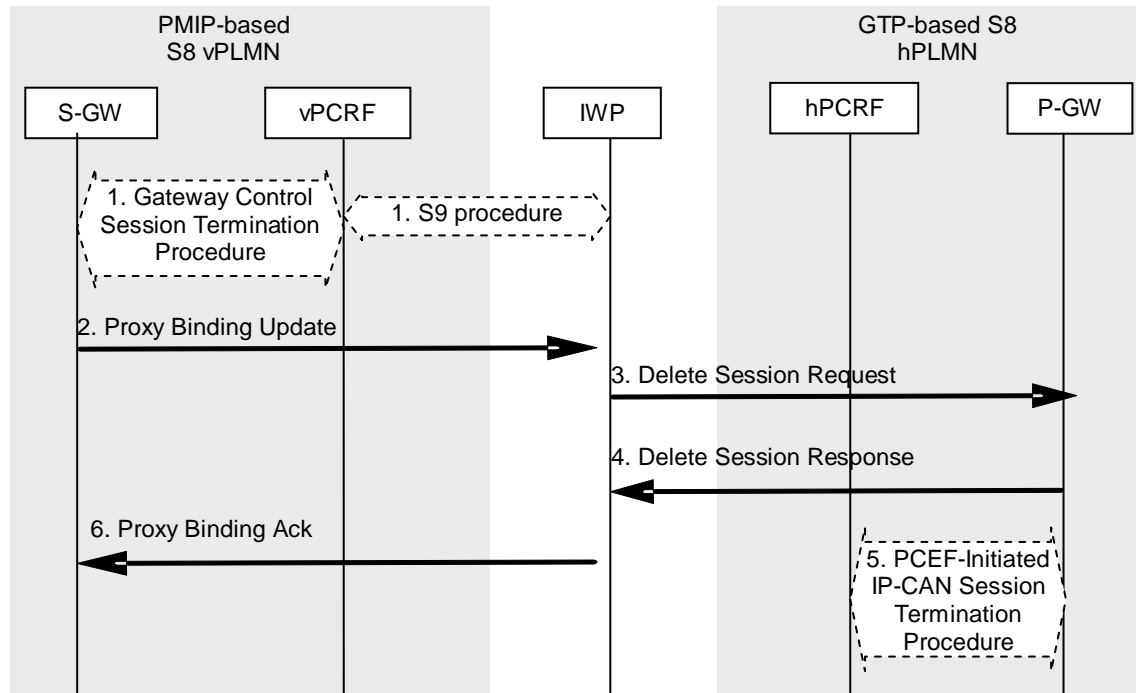 PMIP-based
S8 vPLMN
GTP-based S8
hPLMN
S-GW
vPCRF
IWP
hPCRF
P-GW
1. Gateway Control
Session Termination
Procedure
1. S9 procedure
2. Proxy Binding Update
3. Delete Session Request
4. Delete Session Response
6. Proxy Binding Ack
5. PCEF-Initiated
IP-CAN Session
Termination
Procedure